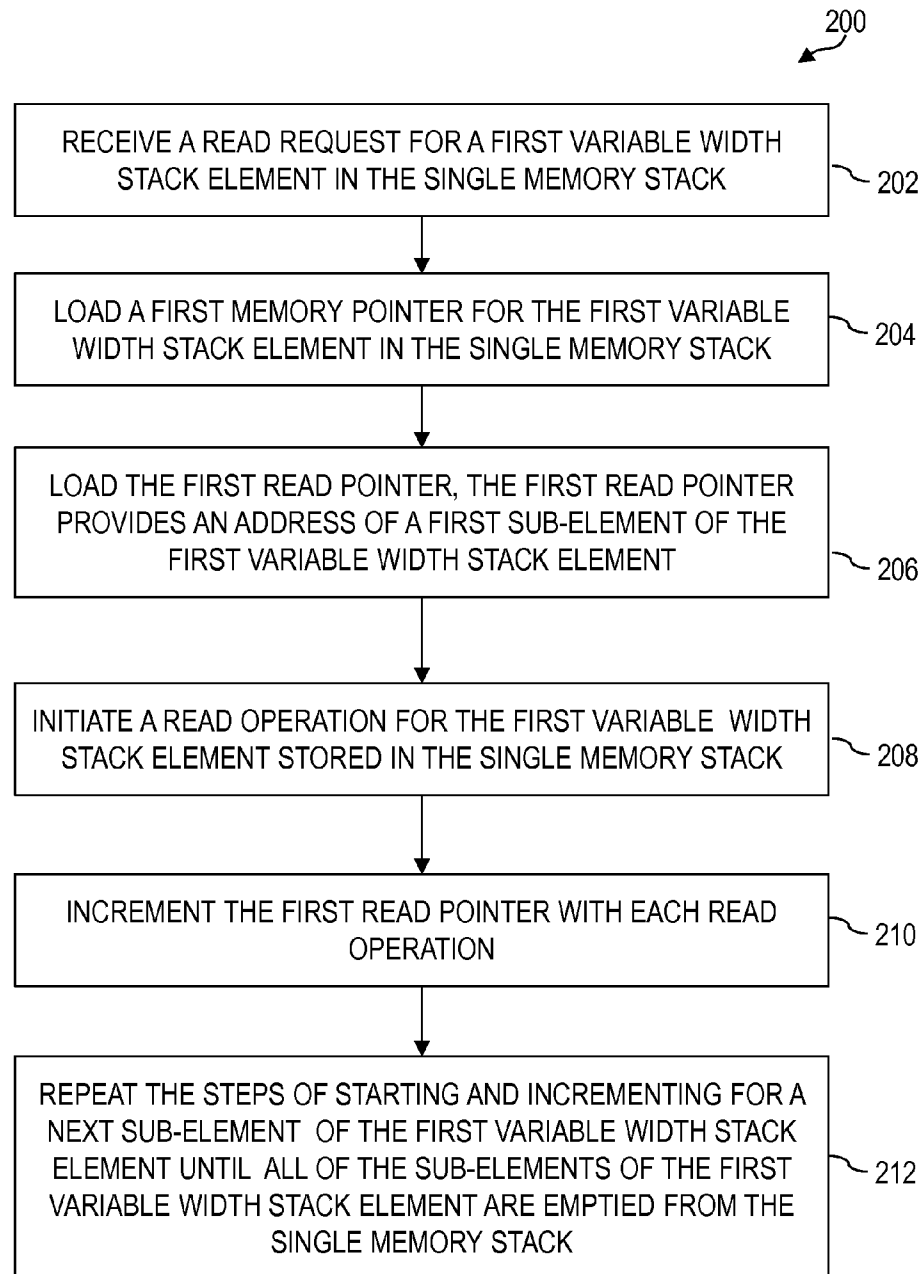 200
RECEIVE A READ REQUEST FOR A FIRST VARIABLE WIDTH
STACK ELEMENT IN THE SINGLE MEMORY STACK
202
LOAD A FIRST MEMORY POINTER FOR THE FIRST VARIABLE
WIDTH STACK ELEMENT IN THE SINGLE MEMORY STACK
204
LOAD THE FIRST READ POINTER, THE FIRST READ POINTER
PROVIDES AN ADDRESS OF A FIRST SUB-ELEMENT OF THE
FIRST VARIABLE WIDTH STACK ELEMENT
206
INITIATE A READ OPERATION FOR THE FIRST VARIABLE WIDTH
STACK ELEMENT STORED IN THE SINGLE MEMORY STACK
208
INCREMENT THE FIRST READ POINTER WITH EACH READ
OPERATION
210
REPEAT THE STEPS OF STARTING AND INCREMENTING FOR A
NEXT SUB-ELEMENT OF THE FIRST VARIABLE WIDTH STACK
ELEMENT UNTIL ALL OF THE SUB-ELEMENTS OF THE FIRST
VARIABLE WIDTH STACK ELEMENT ARE EMPTIED FROM THE
SINGLE MEMORY STACK
212